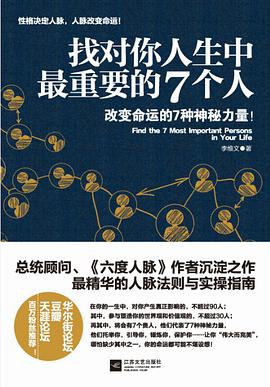 性格决定人脉,人脉改变命运!
找对你人生中
最重要的7个人
改变命运的7种神秘力量!
Find the 7 Most Important Persons
in Your Life
李维文 著
总统顾问、《六度人脉》作者沉淀之作
最精华的人脉法则与实操指南
华尔街论坛
豆瓣
天涯论坛
百万粉丝推荐!
在你的一生中,对你产生真正影响的,不超过90人;
其中,参与塑造你的世界观和价值观的,不超过30人;
再其中,将会有7个贵人,他们代表了7种神秘力量,
他们托举你、引导你、锤炼你、保护你……让你“伟大而完美”,
哪怕缺少其中之一,你的命运都可能不堪设想!
江苏文艺出版社